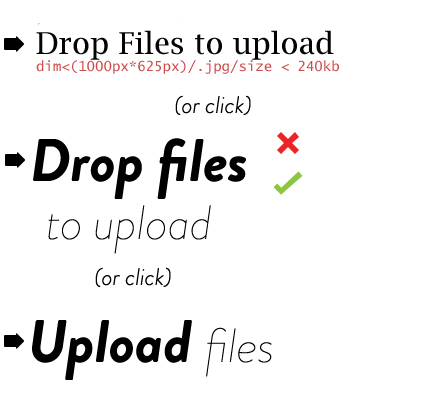 Drop Files to upload
dim<(1000px*625px)/.jpg/size < 240kb
(or click)
Drop files
to upload
(or click)
Upload files